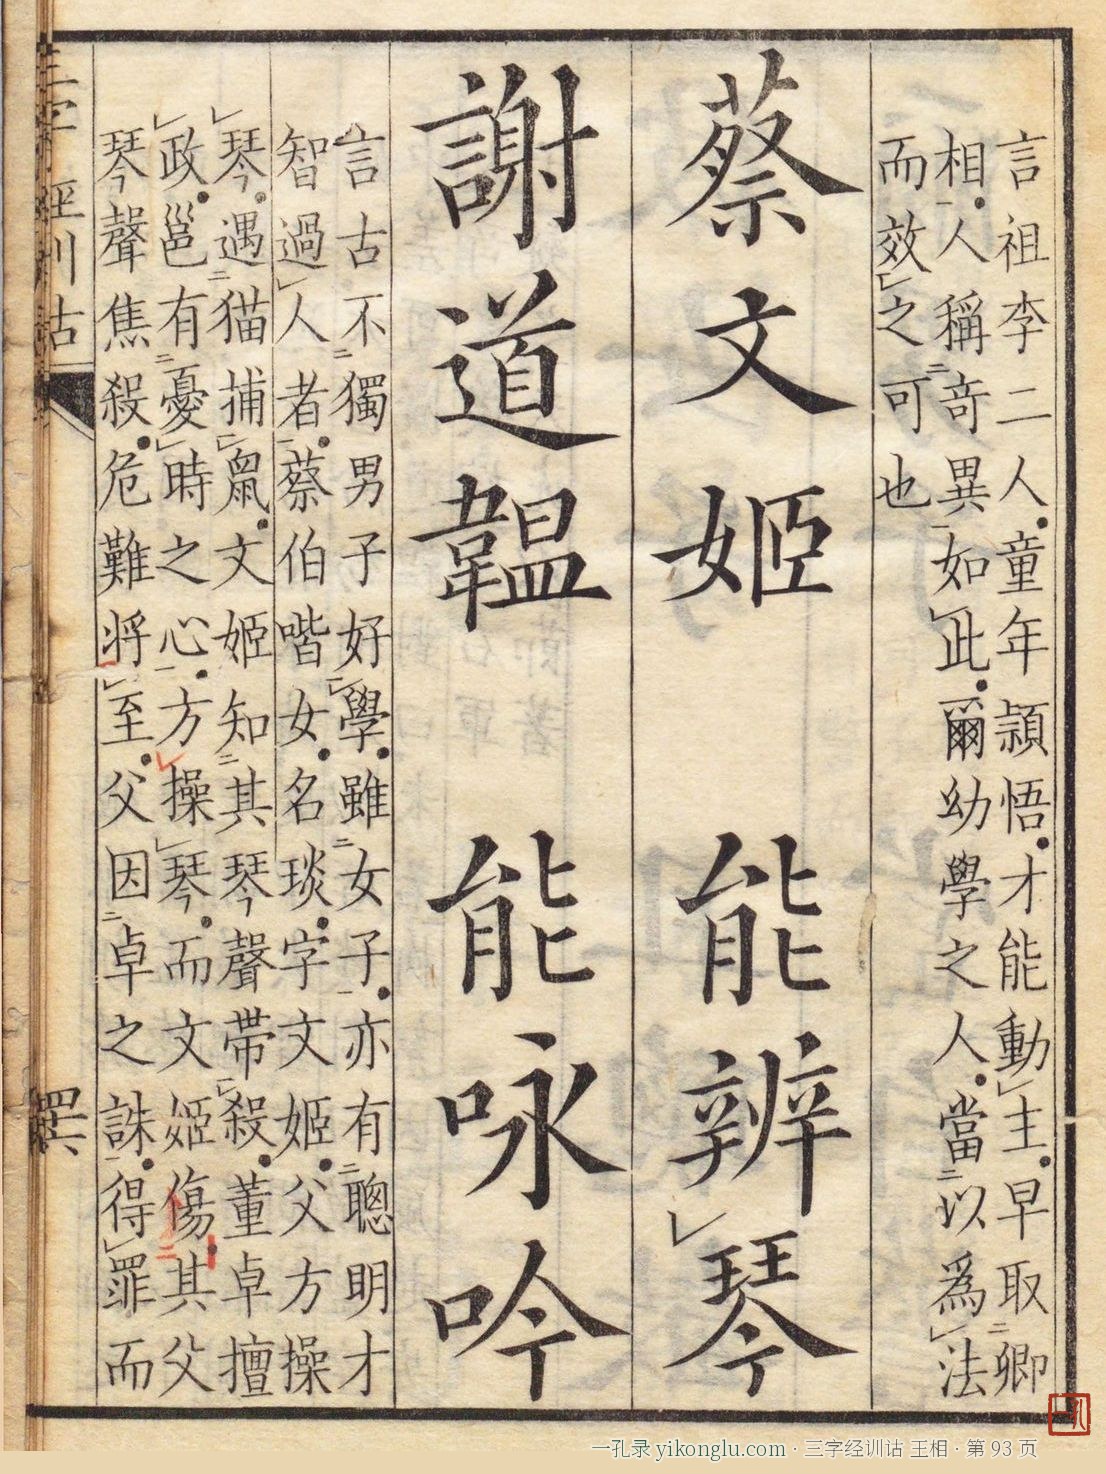 言祖李二人童年頴悟才能動主早取卿
相人稱竒異如此爾幼學之人當以爲法
而效之可也
蔡文姬 能辨琴
謝道韞 能咏吟
言古不獨男子好學雖女子亦有聰明才
智過人者蔡伯喈女名琰字文姬父方操
琴遇猫捕鼠文姬知其琴聲帶殺董卓擅
政邕有憂時之心方操琴而文姬傷其父
琴聲焦殺危難將至父因卓之誅得罪而
一孔录 yikonglu.com · 三字经训诂 王相 · 第 93 页